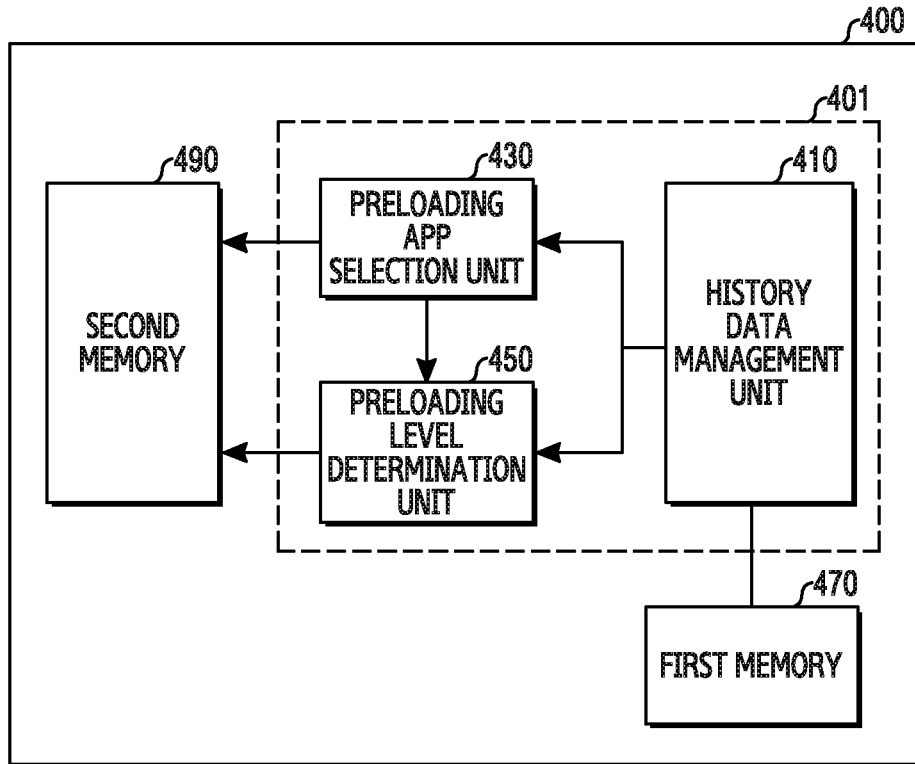 400
401
490
SECOND
MEMORY
430
PRELOADING
APP
SELECTION UNIT
450
PRELOADING
LEVEL
DETERMINATION
UNIT
410
HISTORY
DATA
MANAGEMENT
UNIT
470
FIRST MEMORY